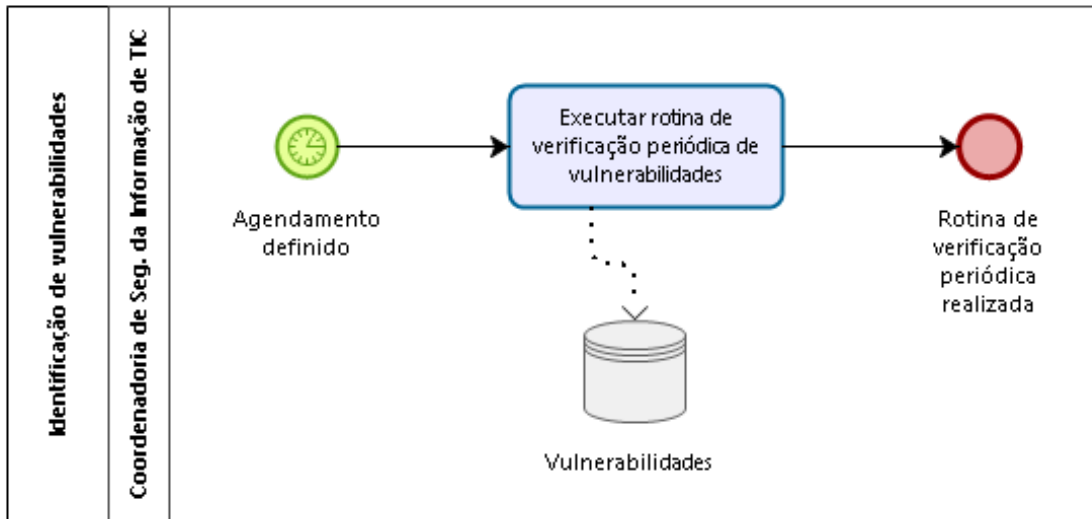 Identificação de vulnerabilidades
Coordenadoria de Seg. da Informação de TIC
Agendamento
definido
Executar rotina de
verificação periódica de
vulnerabilidades
Vulnerabilidades
Rotina de
verificação
periódica
realizada